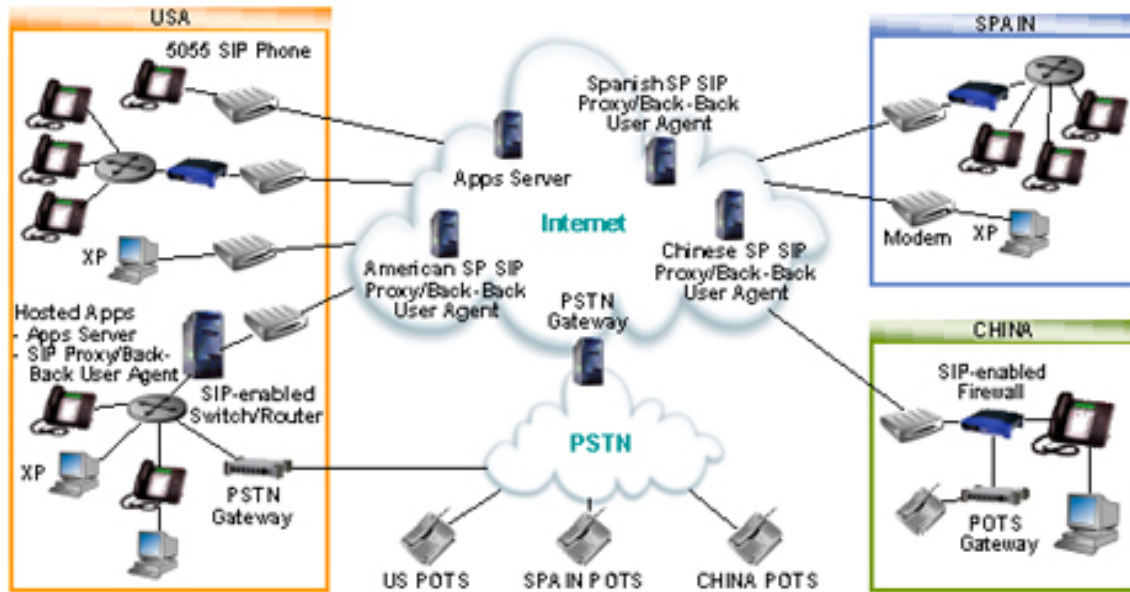 USA
5055 SIP Phone
XP
Hosted Apps
- Apps Server
- SIP Proxy/Back-
Back User Agent
SIP-enabled
Switch/Router
XP
PSTN
Gateway
Apps Server
Spanish SP SIP
Proxy/Back-Back
User Agent
Internet
American SP SIP
Proxy/Back-Back
User Agent
Chinese SP SIP
Proxy/Back-Back
User Agent
PSTN
Gateway
PSTN
US POTS
SPAIN POTS
CHINA POTS
SPAIN
Modem
XP
CHINA
SIP-enabled
Firewall
POTS
Gateway